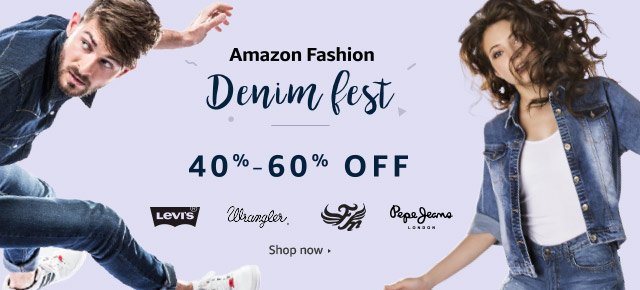 Amazon Fashion
Denim fest
40%-60% OFF
LEVI'S Wrangler. Pepe Jeans
LONDON
Shop now ▸